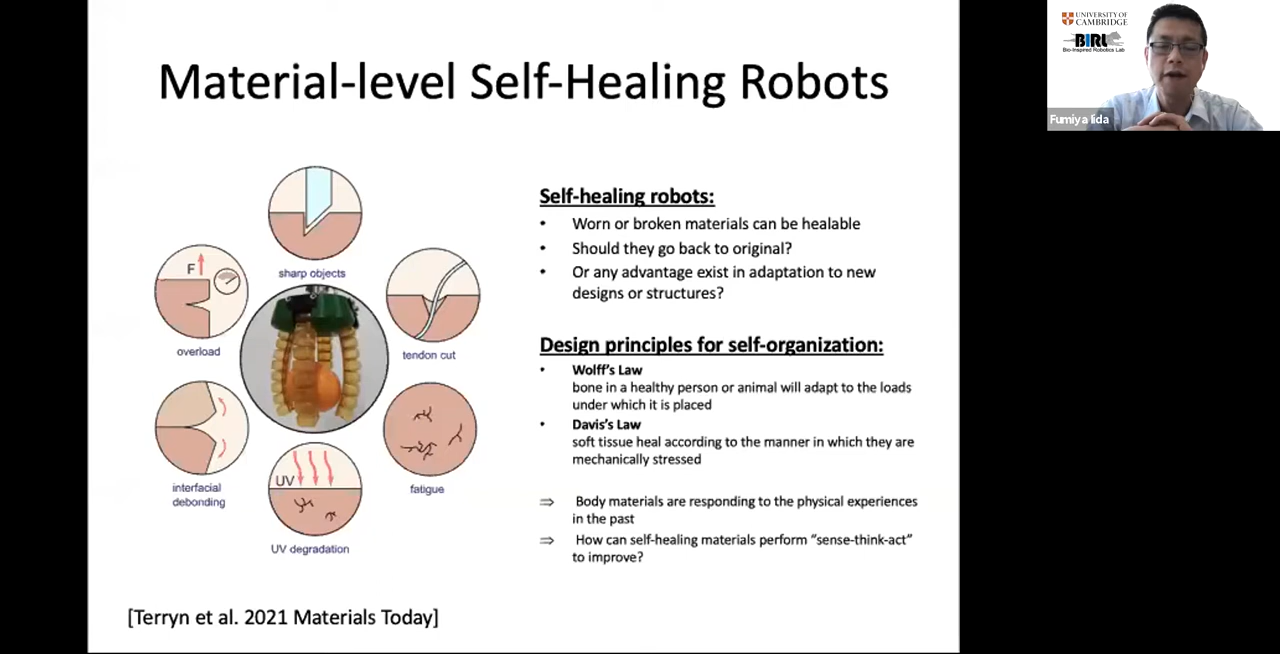 Material-level Self-Healing Robots
sharp objects
F
overload
tendon cut
interfacial
debonding
UV
UV degradation
fatigue
[Terryn et al. 2021 Materials Today]
Self-healing robots:
• Worn or broken materials can be healable
• Should they go back to original?
• Or any advantage exist in adaptation to new
designs or structures?
Design principles for self-organization:
• Wolff's Law
bone in a healthy person or animal will adapt to the loads
under which it is placed
• Davis's Law
soft tissue heal according to the manner in which they are
mechanically stressed
⇒ Body materials are responding to the physical experiences
in the past
⇒ How can self-healing materials perform “sense-think-act”
to improve?
UNIVERSITY OF
CAMBRIDGE
BIRL
Bio-Inspired Robotics Lab
Fumiya Iida